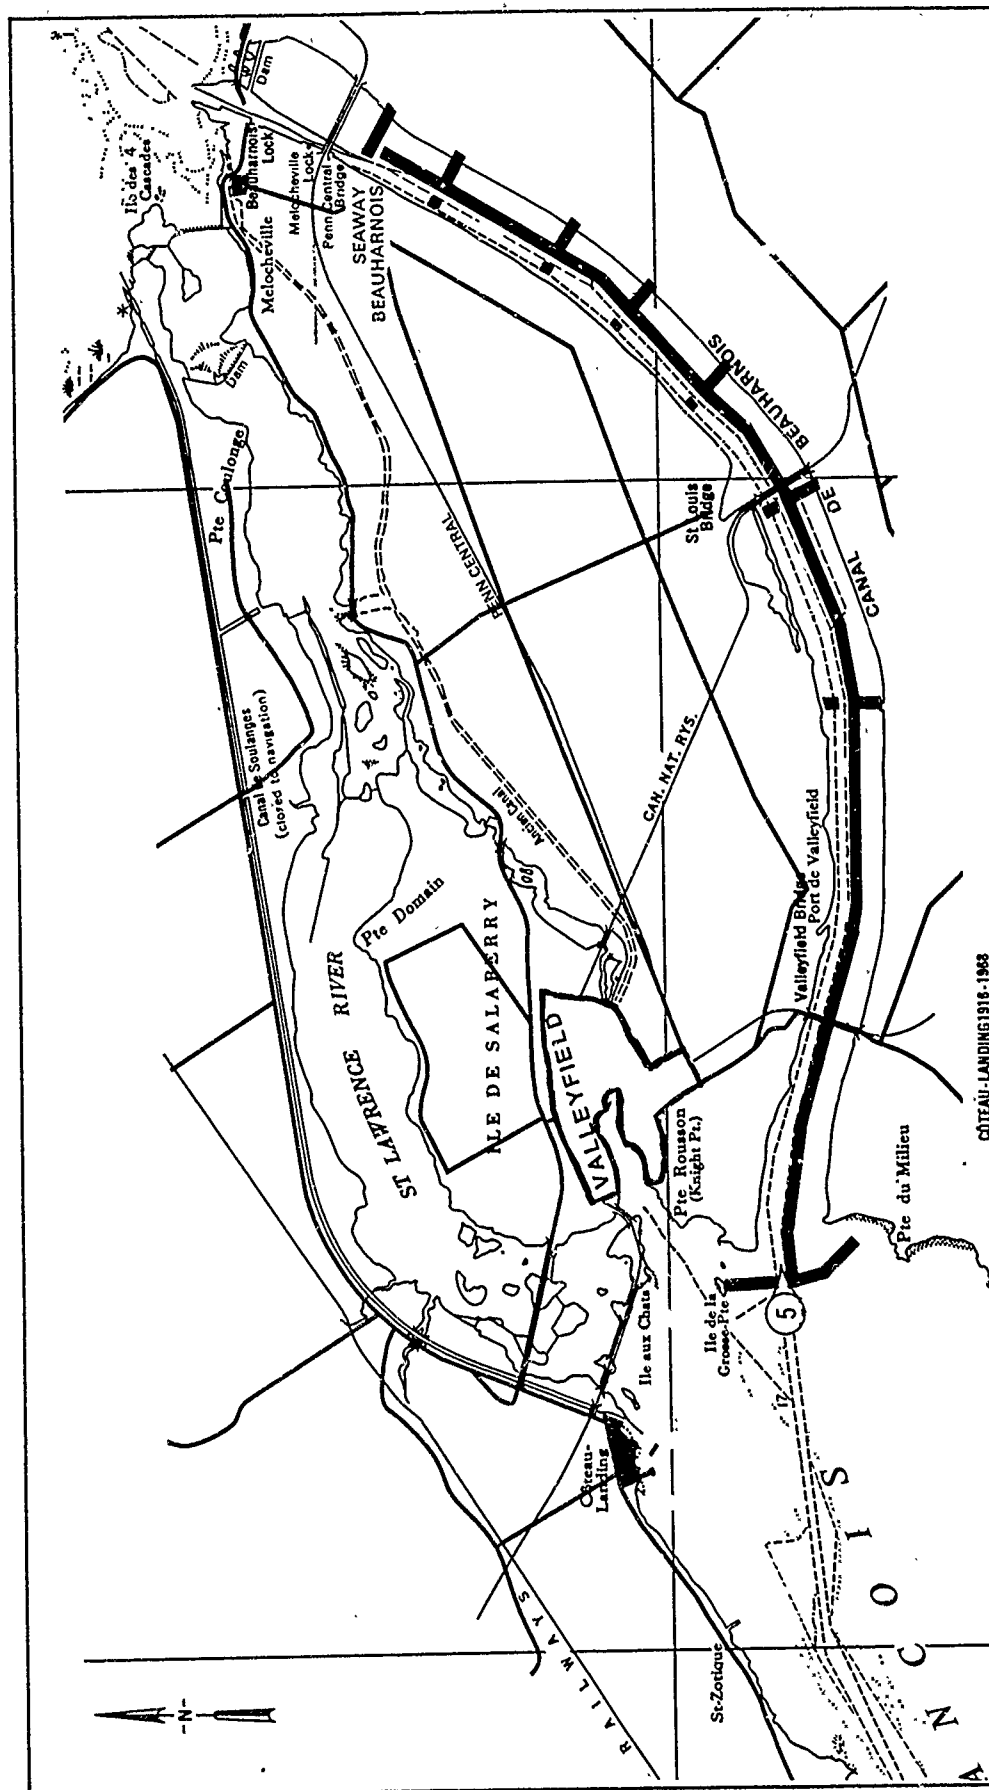 Ile des 4
Cascades
Dam
Beauharnois
Lock
Melocheville
Lock
Penn Central
Bridge
SEAWAY
BEAUHARNOIS
Melocheville
Dam
Pte Coulonge
Canal de Soulanges
(closed to navigation)
PENN CENTRAL
St Louis
Bridge
CANAL DE BEAUHARNOIS
CAN. NAT. RYS.
Ancien Canal
Pte Domain
ST LAWRENCE RIVER
ILE DE SALABERRY
VALLEYFIELD
Valleyfield Bridge
Port de Valleyfield
Pte Rousson
(Knight Pt.)
Pte du Milieu
Ile aux Chats
Ile de la
Grosse-Pte
5
Côteau-
Landing
St-Zotique
RAILWAYS
-N-
ANCOIS
CÔTEAU-LANDING 1918-1968